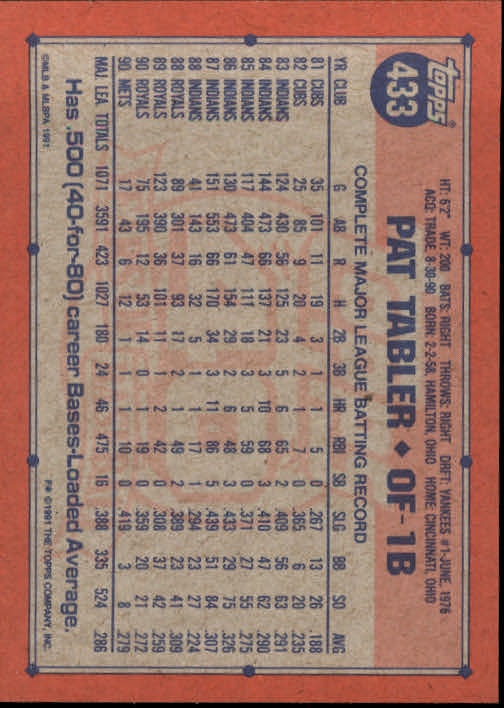 TOPPS®
433
HT: 6'2" WT: 200 BATS: RIGHT THROWS: RIGHT DRFT: YANKEES #1-JUNE, 1976
ACQ: TRADE, 8-30-90 BORN: 2-2-58, HAMILTON, OHIO HOME: CINCINNATI, OHIO
PAT TABLER ◆ OF-1B
COMPLETE MAJOR LEAGUE BATTING RECORD
YR CLUB G AB R H 2B 3B HR RBI SB SLG BB SO AVG
81 CUBS 35 101 11 19 3 1 1 5 0 .267 13 26 .188
82 CUBS 25 85 9 20 4 2 1 7 0 .365 6 20 .235
83 INDIANS 124 430 56 125 23 5 6 65 2 .409 56 63 .291
84 INDIANS 144 473 66 137 21 3 10 68 3 .410 47 62 .290
85 INDIANS 117 404 47 111 18 3 5 59 0 .371 27 55 .275
86 INDIANS 130 473 61 154 29 2 6 48 3 .433 29 75 .326
87 INDIANS 151 553 66 170 34 3 11 86 5 .439 51 84 .307
88 INDIANS 41 143 16 32 5 1 1 17 1 .294 23 27 .224
88 ROYALS 89 301 37 93 17 2 1 49 2 .389 23 41 .309
89 ROYALS 123 390 36 101 11 1 2 42 0 .308 37 42 .259
90 ROYALS 75 195 12 53 14 0 1 19 0 .359 20 21 .272
90 METS 17 43 6 12 1 1 1 10 0 .419 3 8 .279
MAJ. LEA. TOTALS 1071 3591 423 1027 180 24 46 475 16 .388 335 524 .286
Has .500 (40-for-80) career Bases-Loaded Average.
©MLB & MLBPA 1991 F* ©1991 THE TOPPS COMPANY, INC.